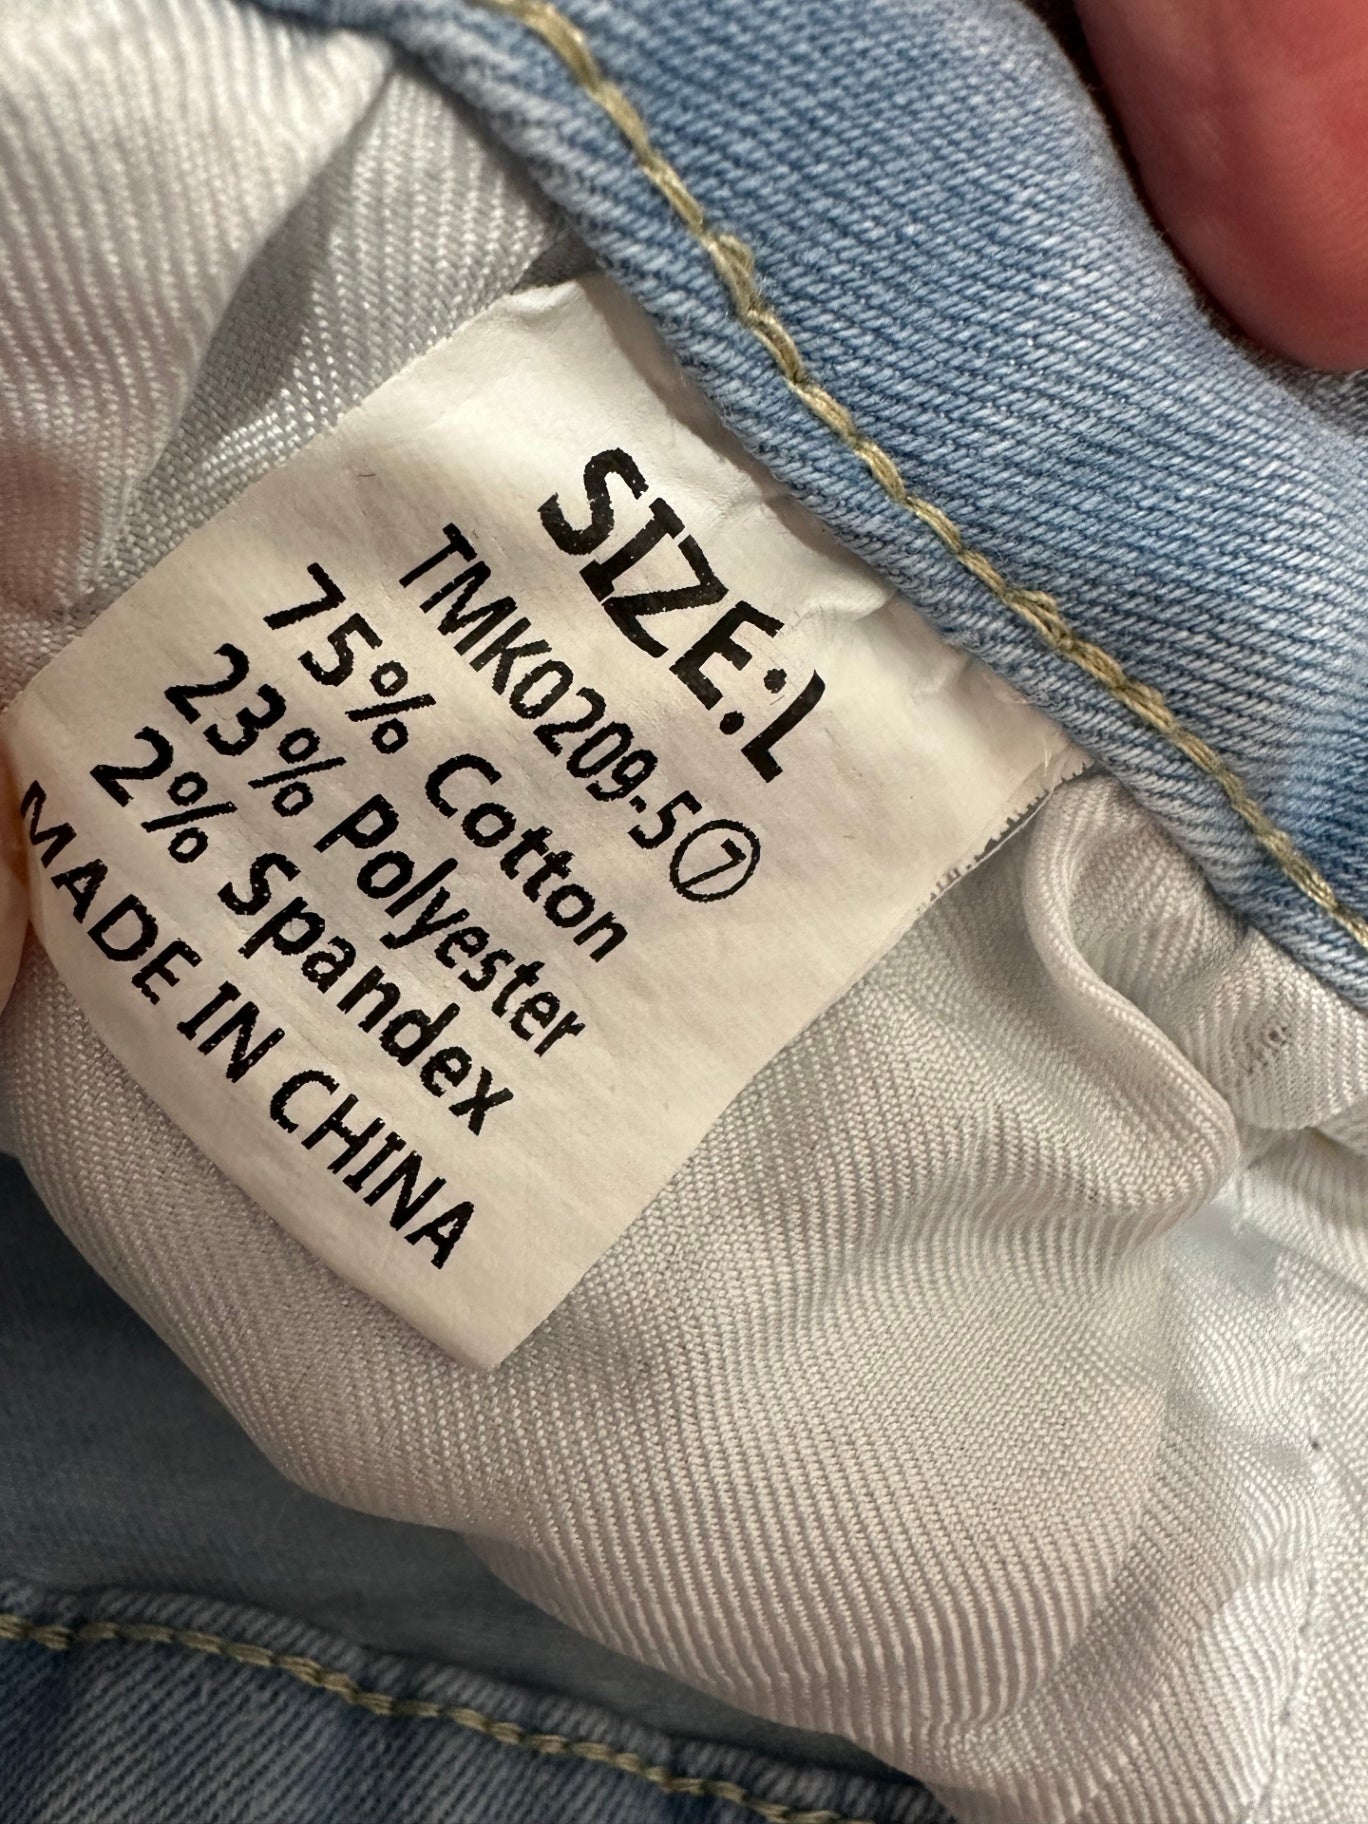 SIZE:L
TMK0209-5⑦
75% Cotton
23% Polyester
2% Spandex
MADE IN CHINA